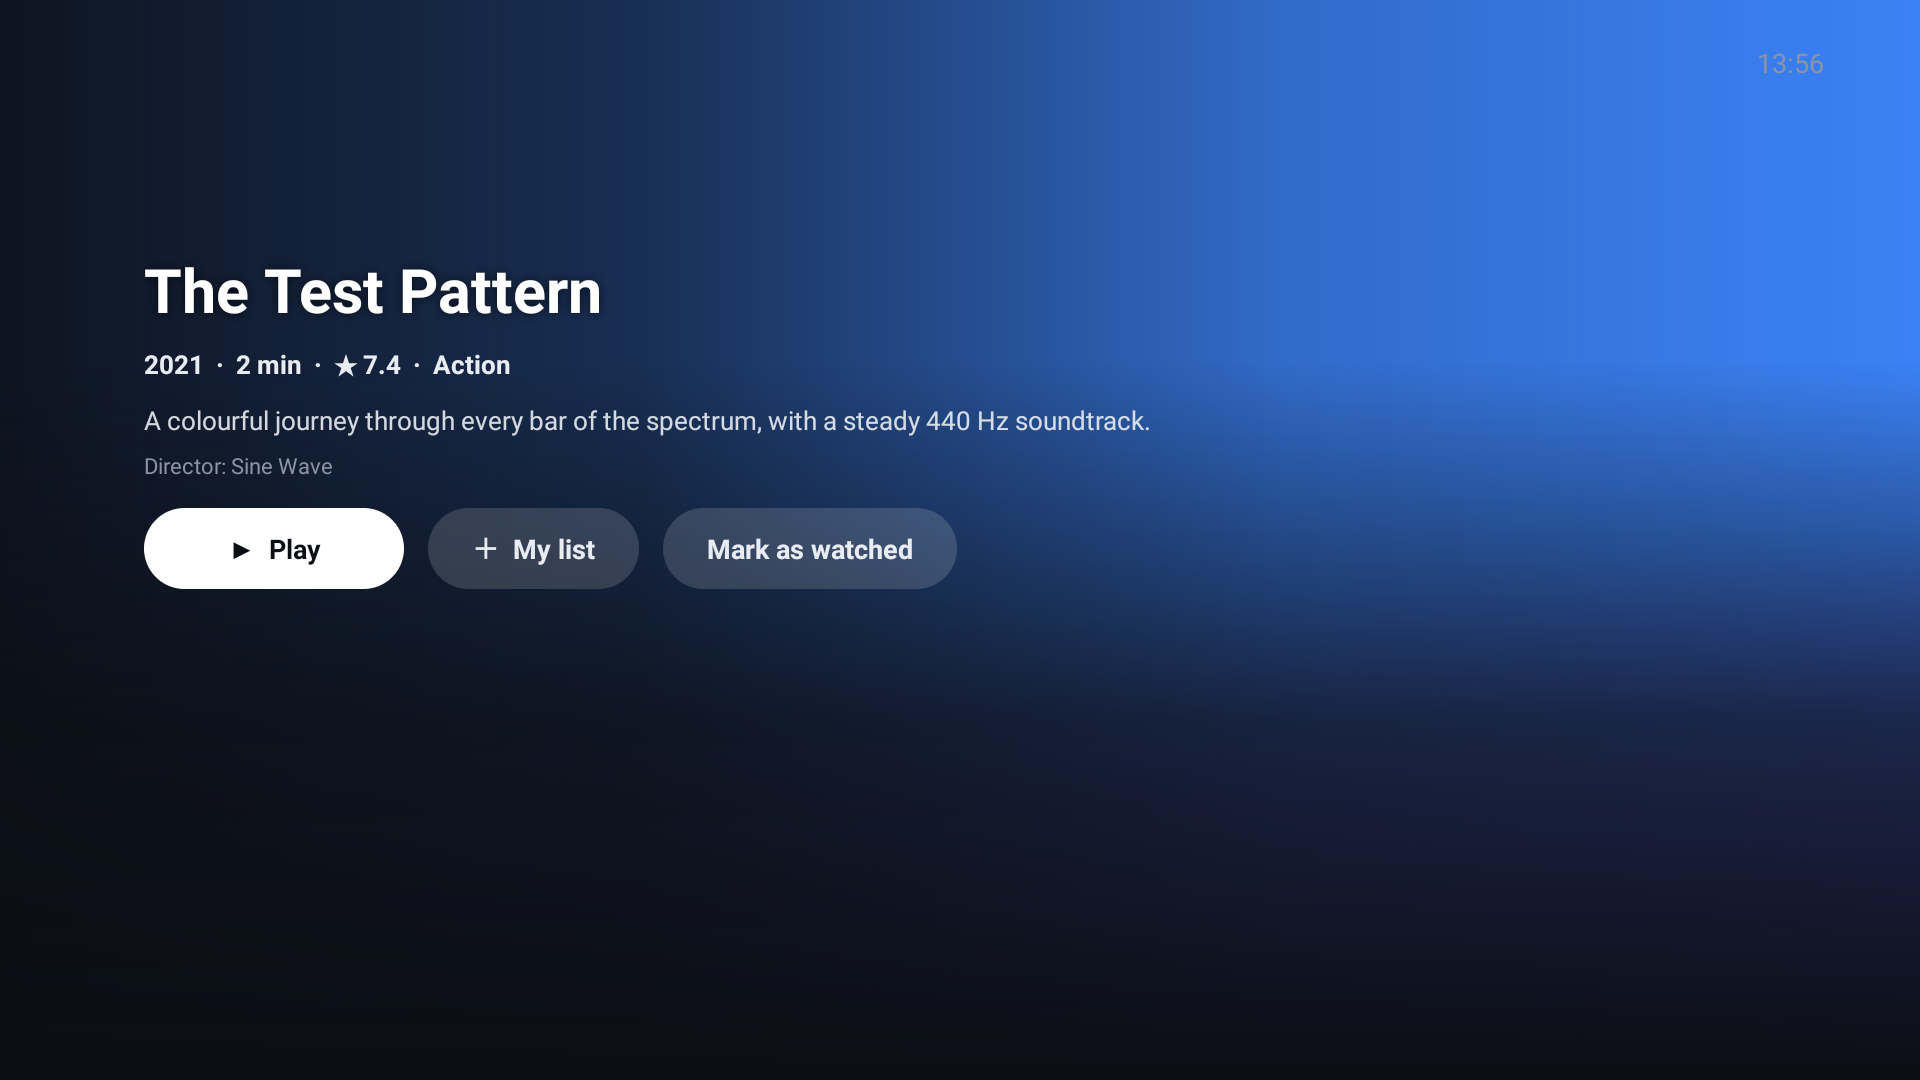 13:56
The Test Pattern
2021 · 2 min · ★ 7.4 · Action
A colourful journey through every bar of the spectrum, with a steady 440 Hz soundtrack.
Director: Sine Wave
▶ Play + My list Mark as watched